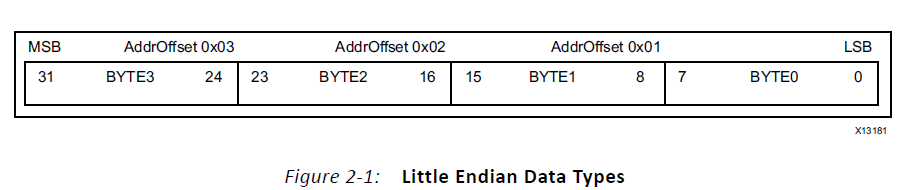 MSB AddrOffset 0x03 AddrOffset 0x02 AddrOffset 0x01 LSB
31 BYTE3 24 23 BYTE2 16 15 BYTE1 8 7 BYTE0 0
X13181
Figure 2-1: Little Endian Data Types